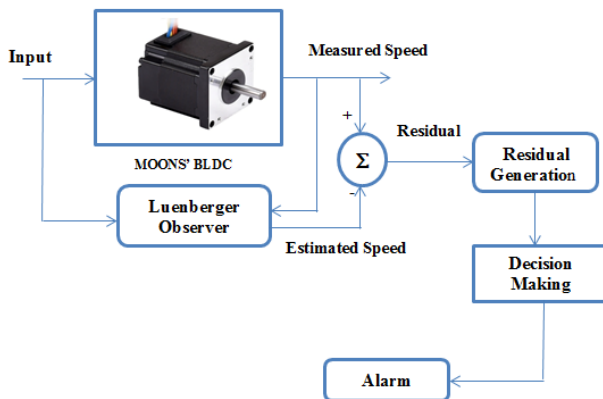 Input
Measured Speed
MOONS' BLDC
+
Σ
-
Residual
Residual
Generation
Luenberger
Observer
Estimated Speed
Decision
Making
Alarm